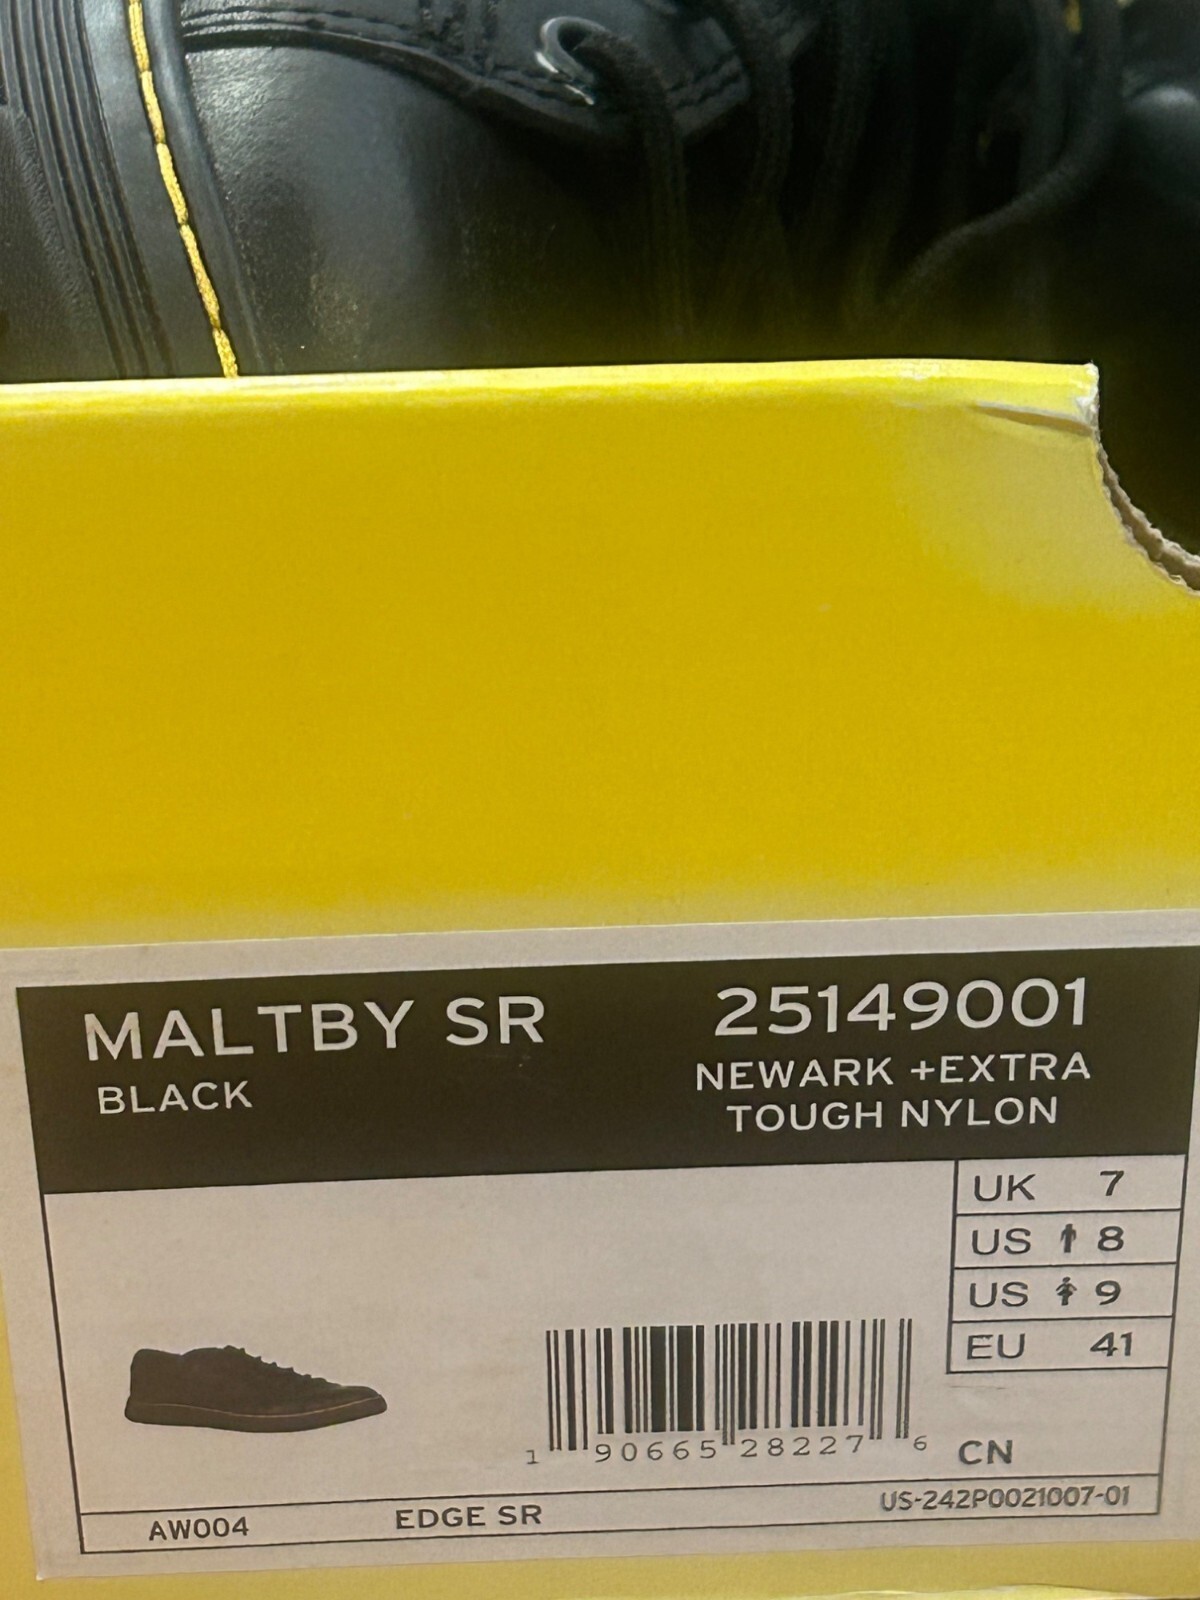 MALTBY SR
BLACK
25149001
NEWARK +EXTRA
TOUGH NYLON
UK 7
US 8
US 9
EU 41
1 90665 28227 6
CN
US-242P0021007-01
AW004
EDGE SR